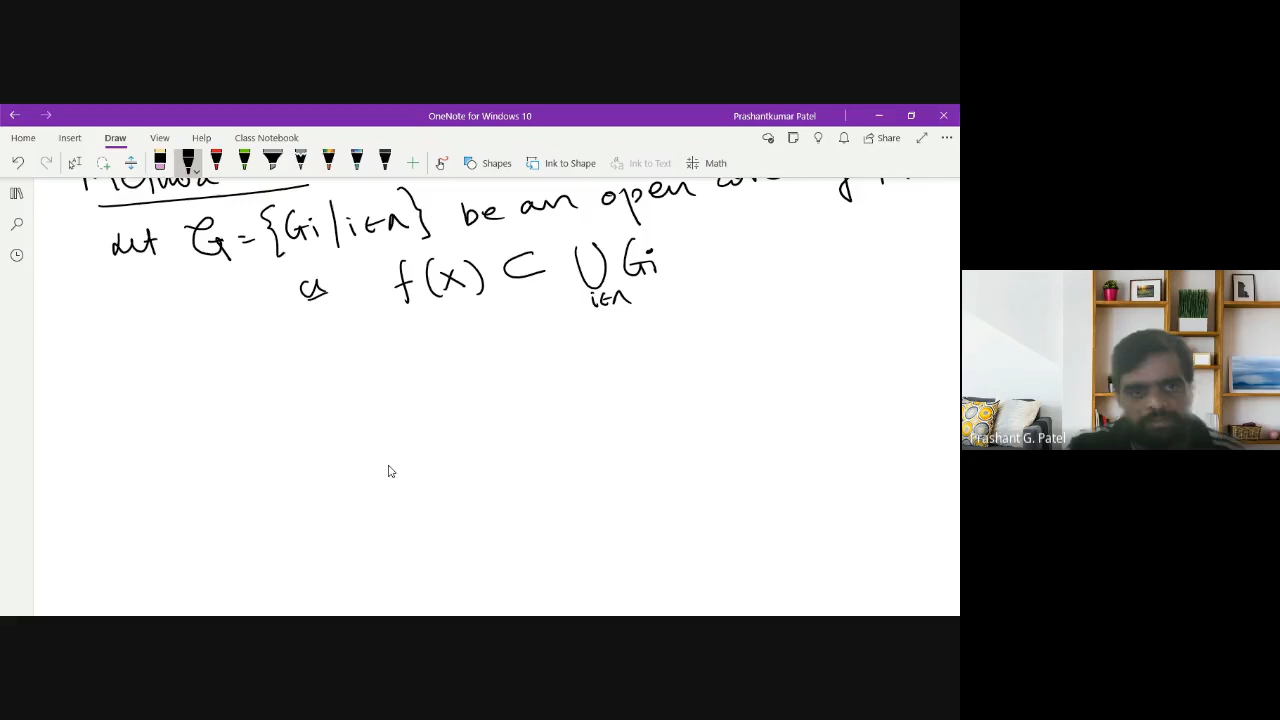 OneNote for Windows 10
Prashantkumar Patel
Home Insert Draw View Help Class Notebook
Share
Shapes Ink to Shape Ink to Text Math
Let G = {Gi | i∈Λ} be an open
as f(X) ⊂ ⋃ Gi
i∈Λ
Prashant G. Patel